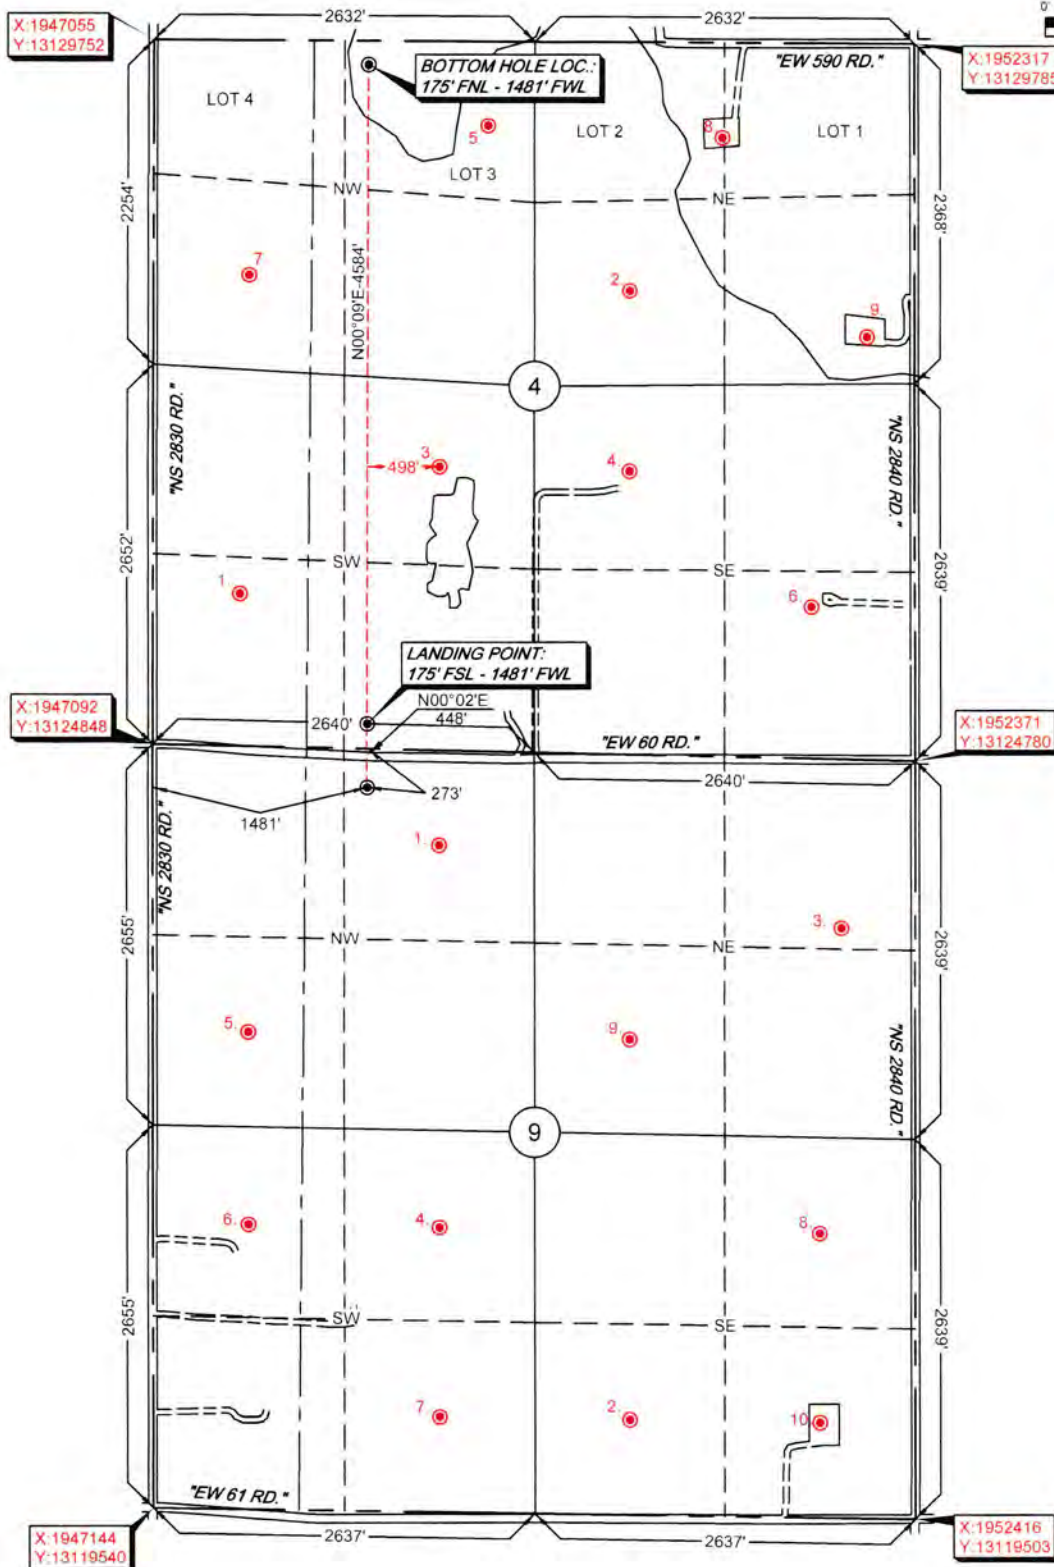 2632'
2632'
0'
X:1947055
Y:13129752
X:1952317
Y:13129785
BOTTOM HOLE LOC.:
175' FNL - 1481' FWL
"EW 590 RD."
LOT 4
5
LOT 3
LOT 2
8
LOT 1
2254'
NW
NE
2368'
7
N00°09'E-4584'
2.
9.
4
"NS 2830 RD."
498'
3.
4.
"NS 2840 RD."
2652'
SW
SE
2639'
1.
6.
LANDING POINT:
175' FSL - 1481' FWL
X:1947092
Y:13124848
2640'
N00°02'E
448'
"EW 60 RD."
X:1952371
Y:13124780
2640'
273'
1481'
"NS 2830 RD."
1.
3.
2655'
NW
NE
2639'
5.
9.
"NS 2840 RD."
9
6.
4.
8.
2655'
SW
SE
2639'
7.
2.
10.
"EW 61 RD."
2637'
2637'
X:1947144
Y:13119540
X:1952416
Y:13119503